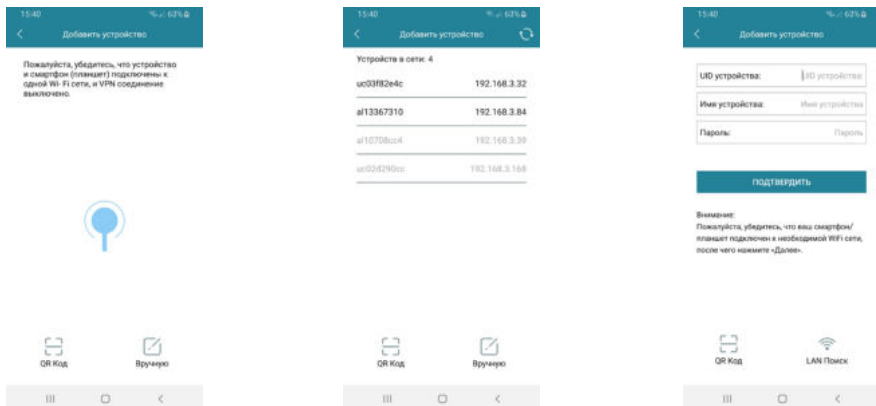 15:40 63%
Добавить устройство
Пожалуйста, убедитесь, что устройство
и смартфон (планшет) подключены к
одной Wi- Fi сети, и VPN соединение
выключено.
QR Код Вручную
15:40 63%
Добавить устройство
Устройств в сети: 4
uc03f82e4c 192.168.3.32
al13367310 192.168.3.84
al10708cc4 192.168.3.39
uc02d290cc 192.168.3.168
QR Код Вручную
15:40 63%
Добавить устройство
UID устройства: UID устройства
Имя устройства: Имя устройства
Пароль: Пароль
ПОДТВЕРДИТЬ
Внимание:
Пожалуйста, убедитесь, что ваш смартфон/
планшет подключен к необходимой WiFi сети,
после чего нажмите «Далее».
QR Код LAN Поиск